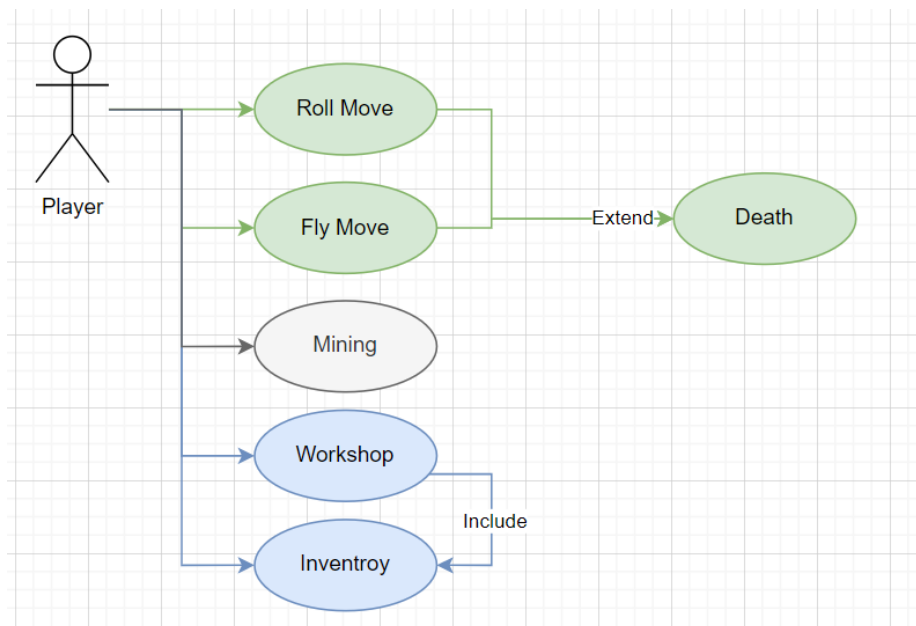 Roll Move
Player
Fly Move
Extend
Death
Mining
Workshop
Include
Inventroy